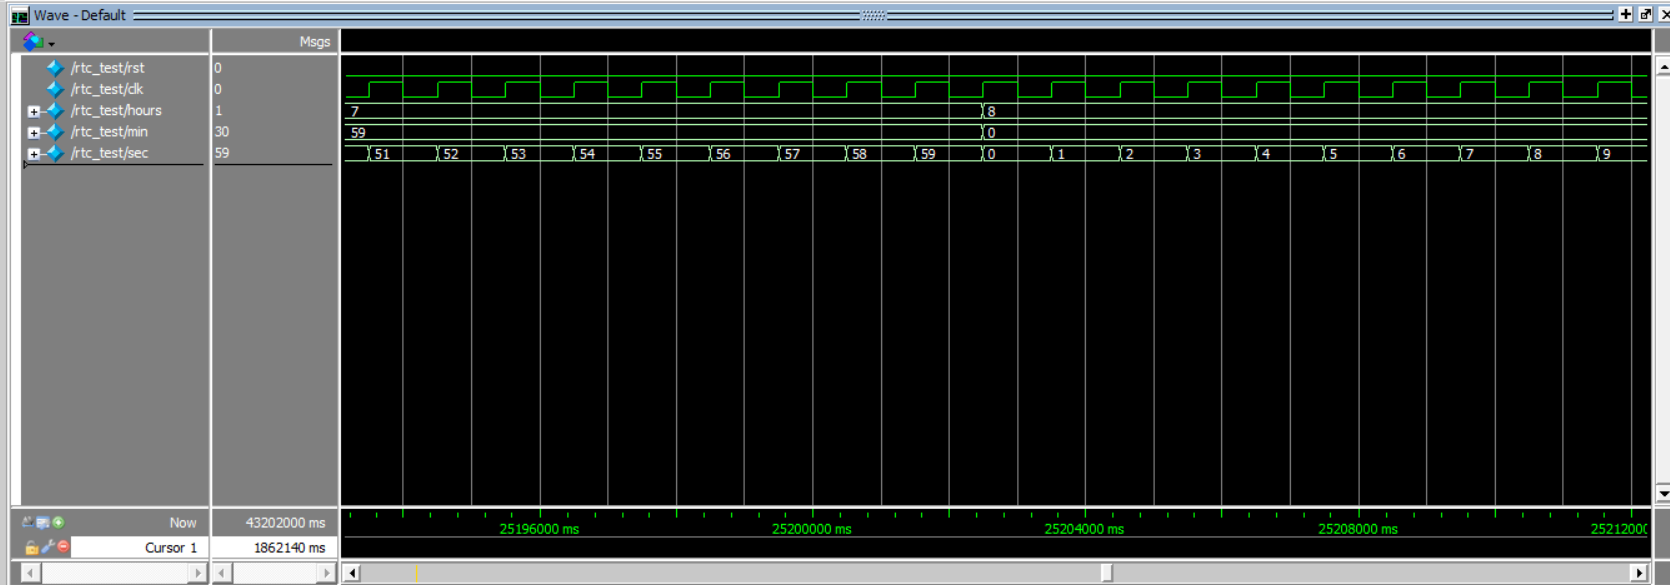 Wave - Default
Msgs
/rtc_test/rst 0
/rtc_test/clk 0
/rtc_test/hours 1 7 8
/rtc_test/min 30 59 0
/rtc_test/sec 59 51 52 53 54 55 56 57 58 59 0 1 2 3 4 5 6 7 8 9
Now 43202000 ms 25196000 ms 25200000 ms 25204000 ms 25208000 ms 2521200
Cursor 1 1862140 ms